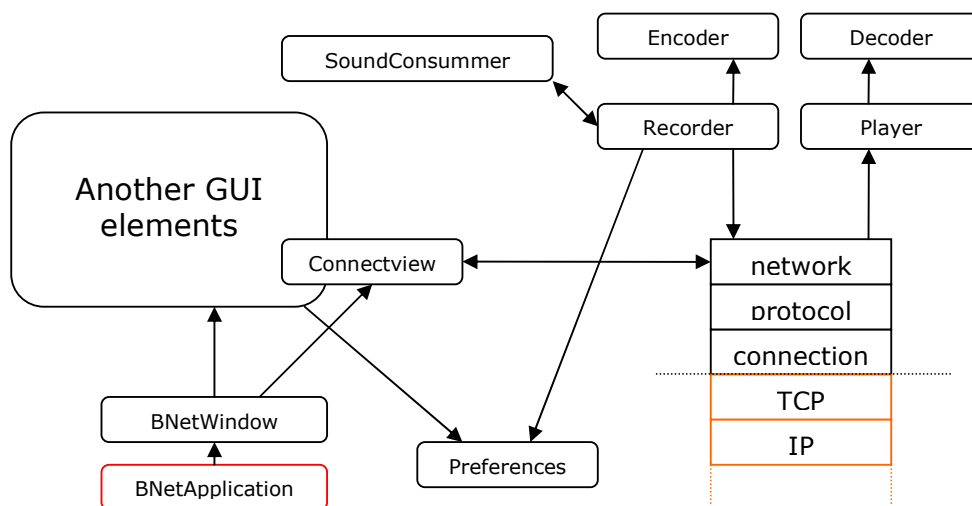 Encoder
Decoder
SoundConsummer
Recorder
Player
Another GUI
elements
Connectview
network
protocol
connection
TCP
BNetWindow
IP
Preferences
BNetApplication